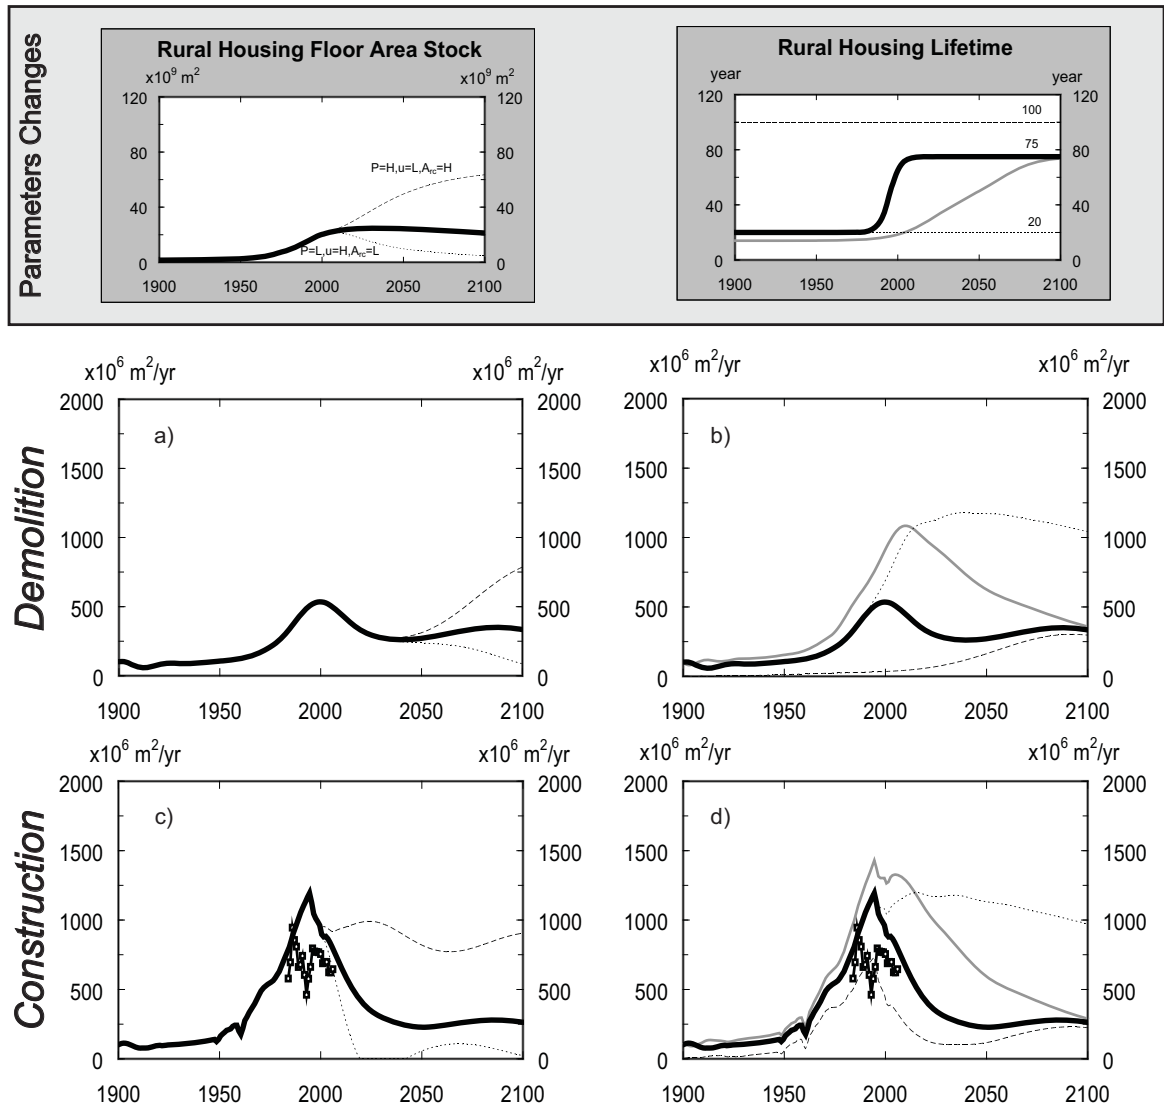 Parameters Changes
Rural Housing Floor Area Stock
x10⁹ m² x10⁹ m²
120 120
80 80
P=H,u=L,Aᵣ꜀=H
40 40
P=L,u=H,Aᵣ꜀=L
0 0
1900 1950 2000 2050 2100
Rural Housing Lifetime
year year
120 120
100
80 75 80
40 40
20
0 0
1900 1950 2000 2050 2100
Demolition
x10⁶ m²/yr x10⁶ m²/yr
2000 2000
a)
1500 1500
1000 1000
500 500
0 0
1900 1950 2000 2050 2100
x10⁶ m²/yr x10⁶ m²/yr
2000 2000
b)
1500 1500
1000 1000
500 500
0 0
1900 1950 2000 2050 2100
Construction
x10⁶ m²/yr x10⁶ m²/yr
2000 2000
c)
1500 1500
1000 1000
500 500
0 0
1900 1950 2000 2050 2100
x10⁶ m²/yr x10⁶ m²/yr
2000 2000
d)
1500 1500
1000 1000
500 500
0 0
1900 1950 2000 2050 2100